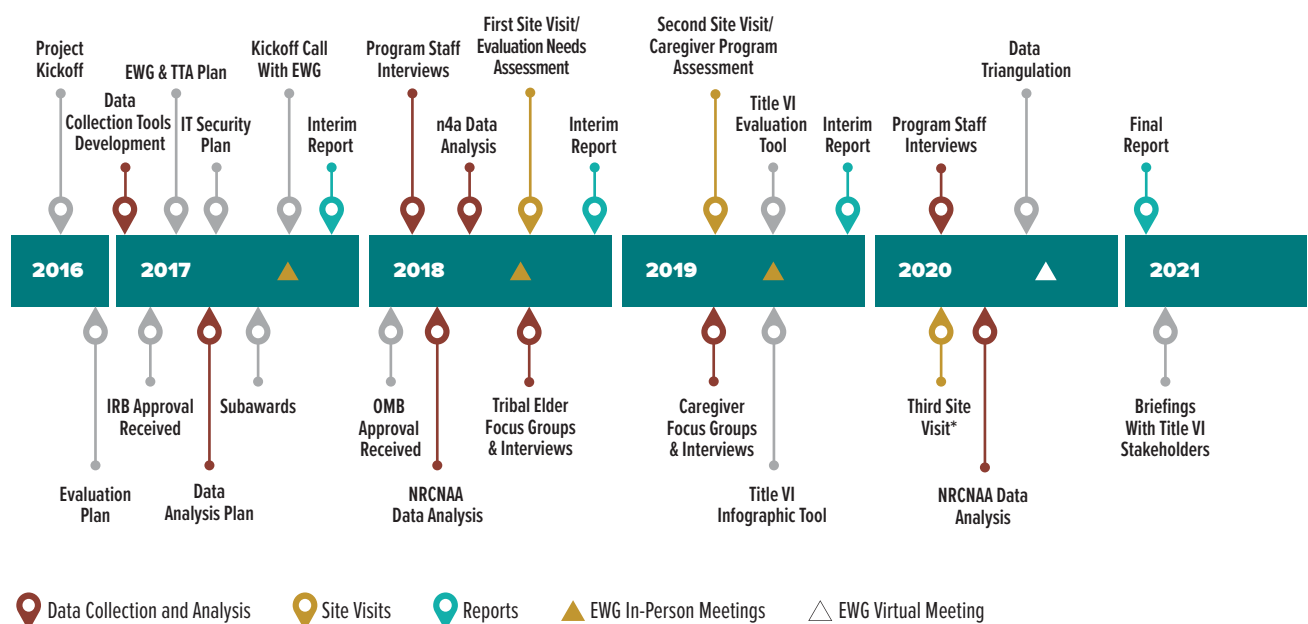 Project
Kickoff
Data
Collection Tools
Development
EWG & TTA Plan
IT Security
Plan
Kickoff Call
With EWG
Interim
Report
Program Staff
Interviews
n4a Data
Analysis
First Site Visit/
Evaluation Needs
Assessment
Interim
Report
Second Site Visit/
Caregiver Program
Assessment
Title VI
Evaluation
Tool
Interim
Report
Program Staff
Interviews
Data
Triangulation
Final
Report
2016
2017
2018
2019
2020
2021
Evaluation
Plan
IRB Approval
Received
Data
Analysis Plan
Subawards
OMB
Approval
Received
NRCNAA
Data Analysis
Tribal Elder
Focus Groups
& Interviews
Caregiver
Focus Groups
& Interviews
Title VI
Infographic Tool
Third Site
Visit*
NRCNAA Data
Analysis
Briefings
With Title VI
Stakeholders
Data Collection and Analysis
Site Visits
Reports
EWG In-Person Meetings
EWG Virtual Meeting